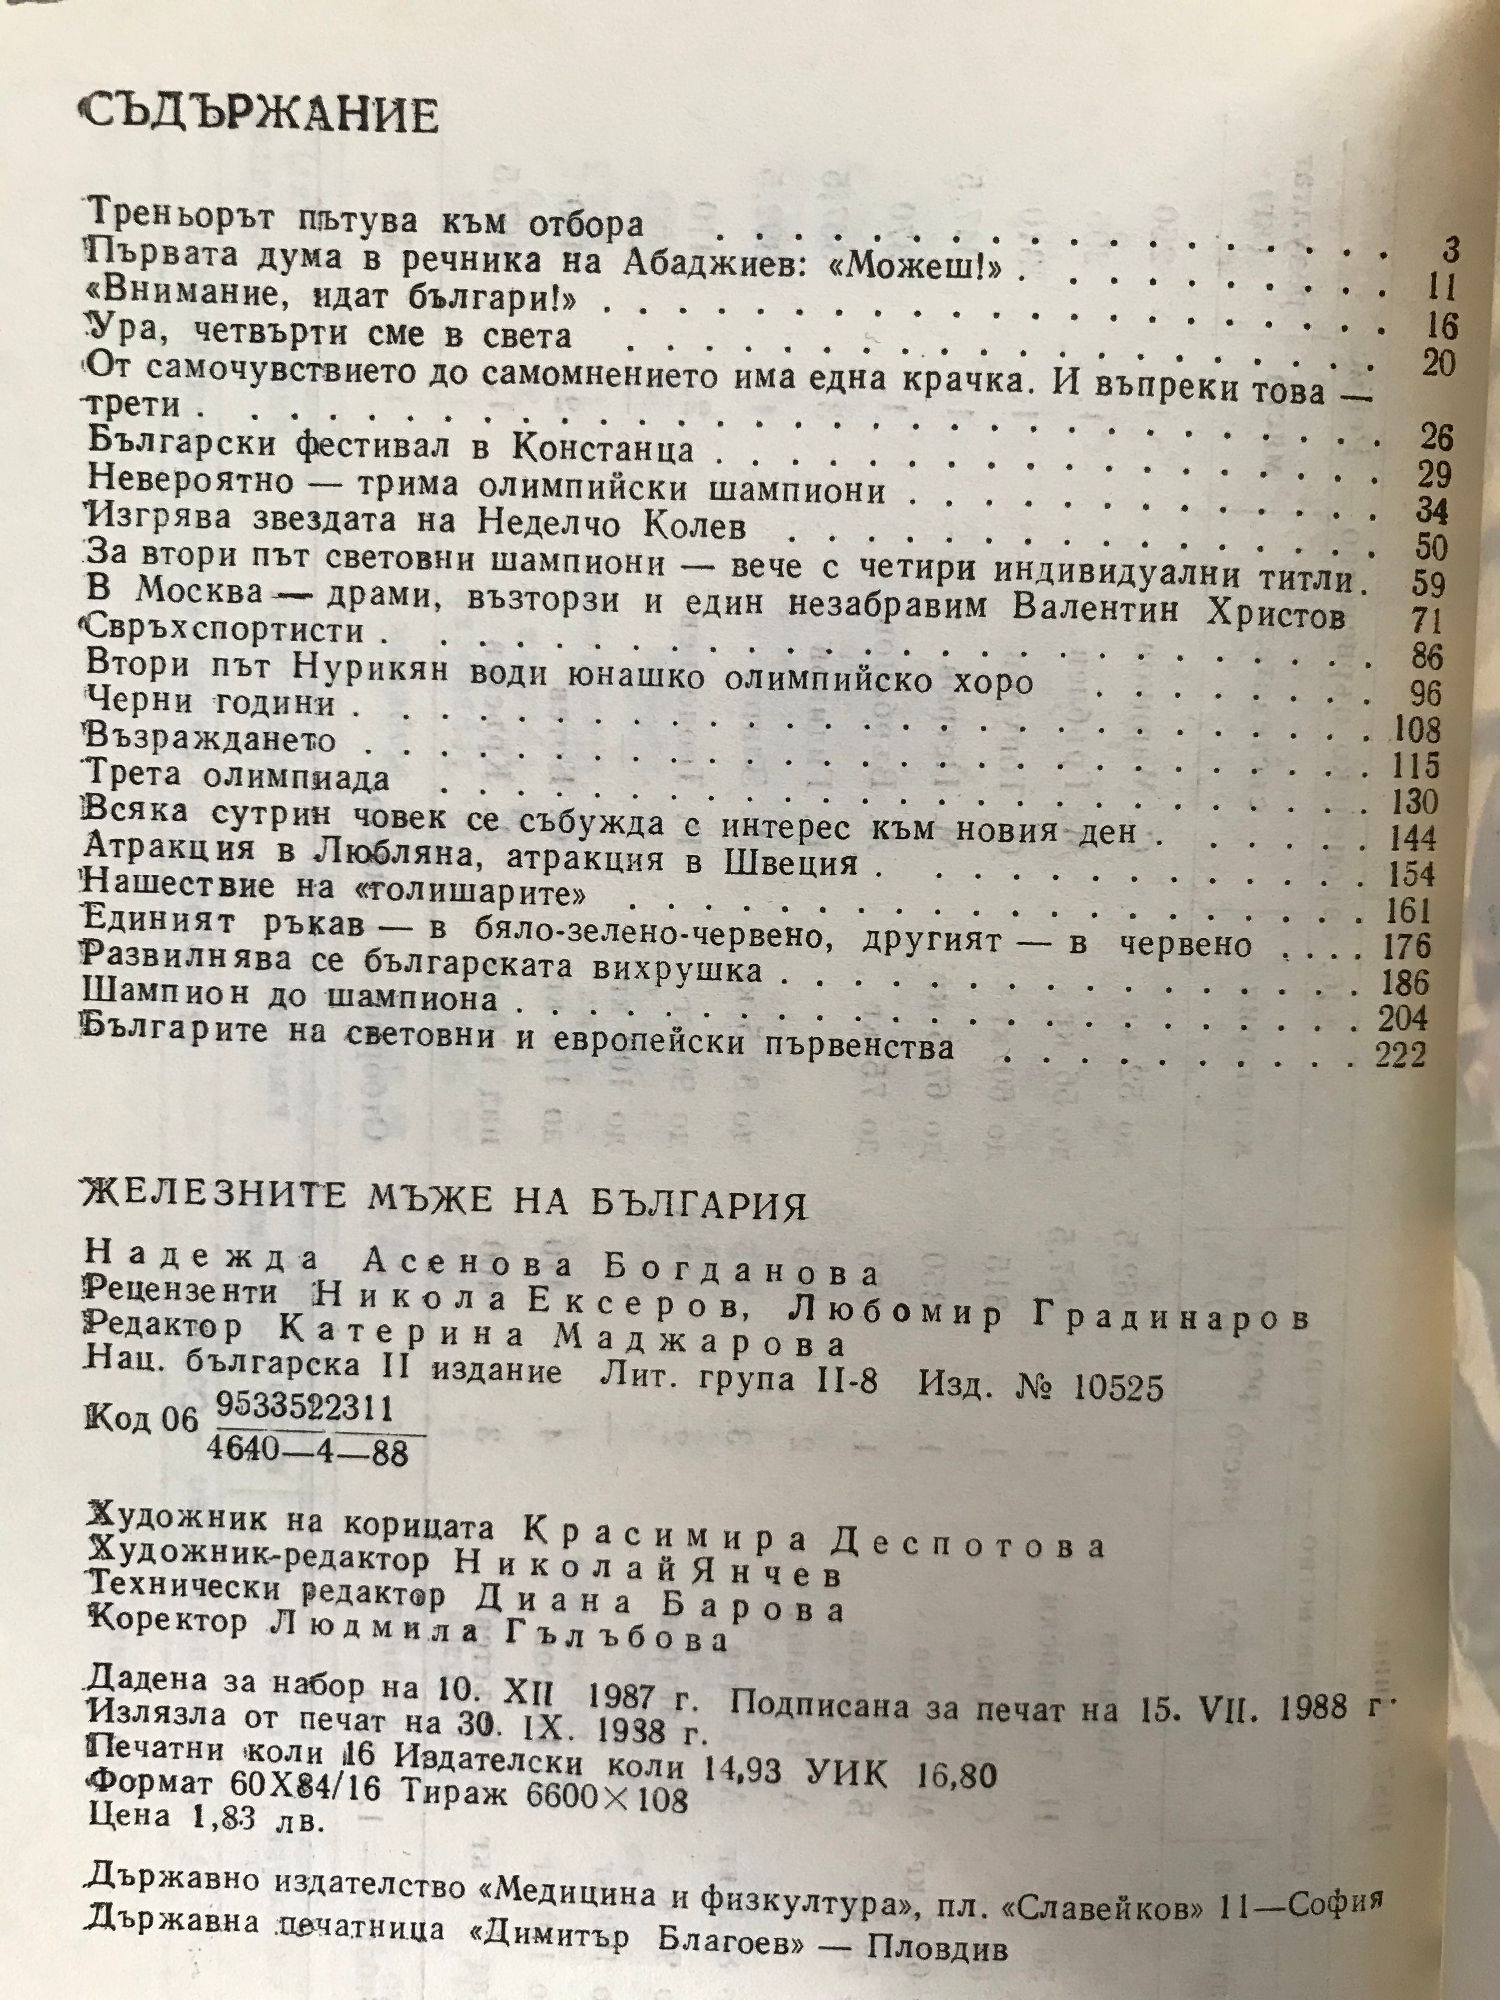 СЪДЪРЖАНИЕ
Треньорът пътува към отбора . . . . . . . . . . . . . . . . . . 3
Първата дума в речника на Абаджиев: «Можеш!» . . . . . . . . . . 11
«Внимание, идат българи!» . . . . . . . . . . . . . . . . . . . . 16
Ура, четвърти сме в света . . . . . . . . . . . . . . . . . . . . 20
От самочувствието до самомнението има една крачка. И въпреки това —
трети . . . . . . . . . . . . . . . . . . . . . . . . . . . . . . 26
Български фестивал в Констанца . . . . . . . . . . . . . . . . . . 29
Невероятно — трима олимпийски шампиони . . . . . . . . . . . . . 34
Изгрява звездата на Неделчо Колев . . . . . . . . . . . . . . . . 50
За втори път световни шампиони — вече с четири индивидуални титли. 59
В Москва — драми, възторзи и един незабравим Валентин Христов 71
Свръхспортисти . . . . . . . . . . . . . . . . . . . . . . . . . . 86
Втори път Нурикян води юнашко олимпийско хоро . . . . . . . . 96
Черни години . . . . . . . . . . . . . . . . . . . . . . . . . . . 108
Възраждането . . . . . . . . . . . . . . . . . . . . . . . . . . . 115
Трета олимпиада . . . . . . . . . . . . . . . . . . . . . . . . . 130
Всяка сутрин човек се събужда с интерес към новия ден . . . . . . 144
Атракция в Любляна, атракция в Швеция . . . . . . . . . . . . . 154
Нашествие на «голишарите» . . . . . . . . . . . . . . . . . . . . 161
Единият ръкав — в бяло-зелено-червено, другият — в червено . . . . 176
Развилнява се българската вихрушка . . . . . . . . . . . . . . . . 186
Шампион до шампиона . . . . . . . . . . . . . . . . . . . . . . . 204
Българите на световни и европейски първенства . . . . . . . . . . 222
ЖЕЛЕЗНИТЕ МЪЖЕ НА БЪЛГАРИЯ
Надежда Асенова Богданова
Рецензенти Никола Ексеров, Любомир Градинаров
Редактор Катерина Маджарова
Нац. българска II издание Лит. група II-8 Изд. № 10525
Код 06 9533522311
4640—4—88
Художник на корицата Красимира Деспотова
Художник-редактор Николай Янчев
Технически редактор Диана Барова
Коректор Людмила Гълъбова
Дадена за набор на 10. XII 1987 г. Подписана за печат на 15. VII. 1988 г.
Излязла от печат на 30. IX. 1988 г.
Печатни коли 16 Издателски коли 14,93 УИК 16,80
Формат 60X84/16 Тираж 6600×108
Цена 1,83 лв.
Държавно издателство «Медицина и физкултура», пл. «Славейков» 11—София
Държавна печатница «Димитър Благоев» — Пловдив